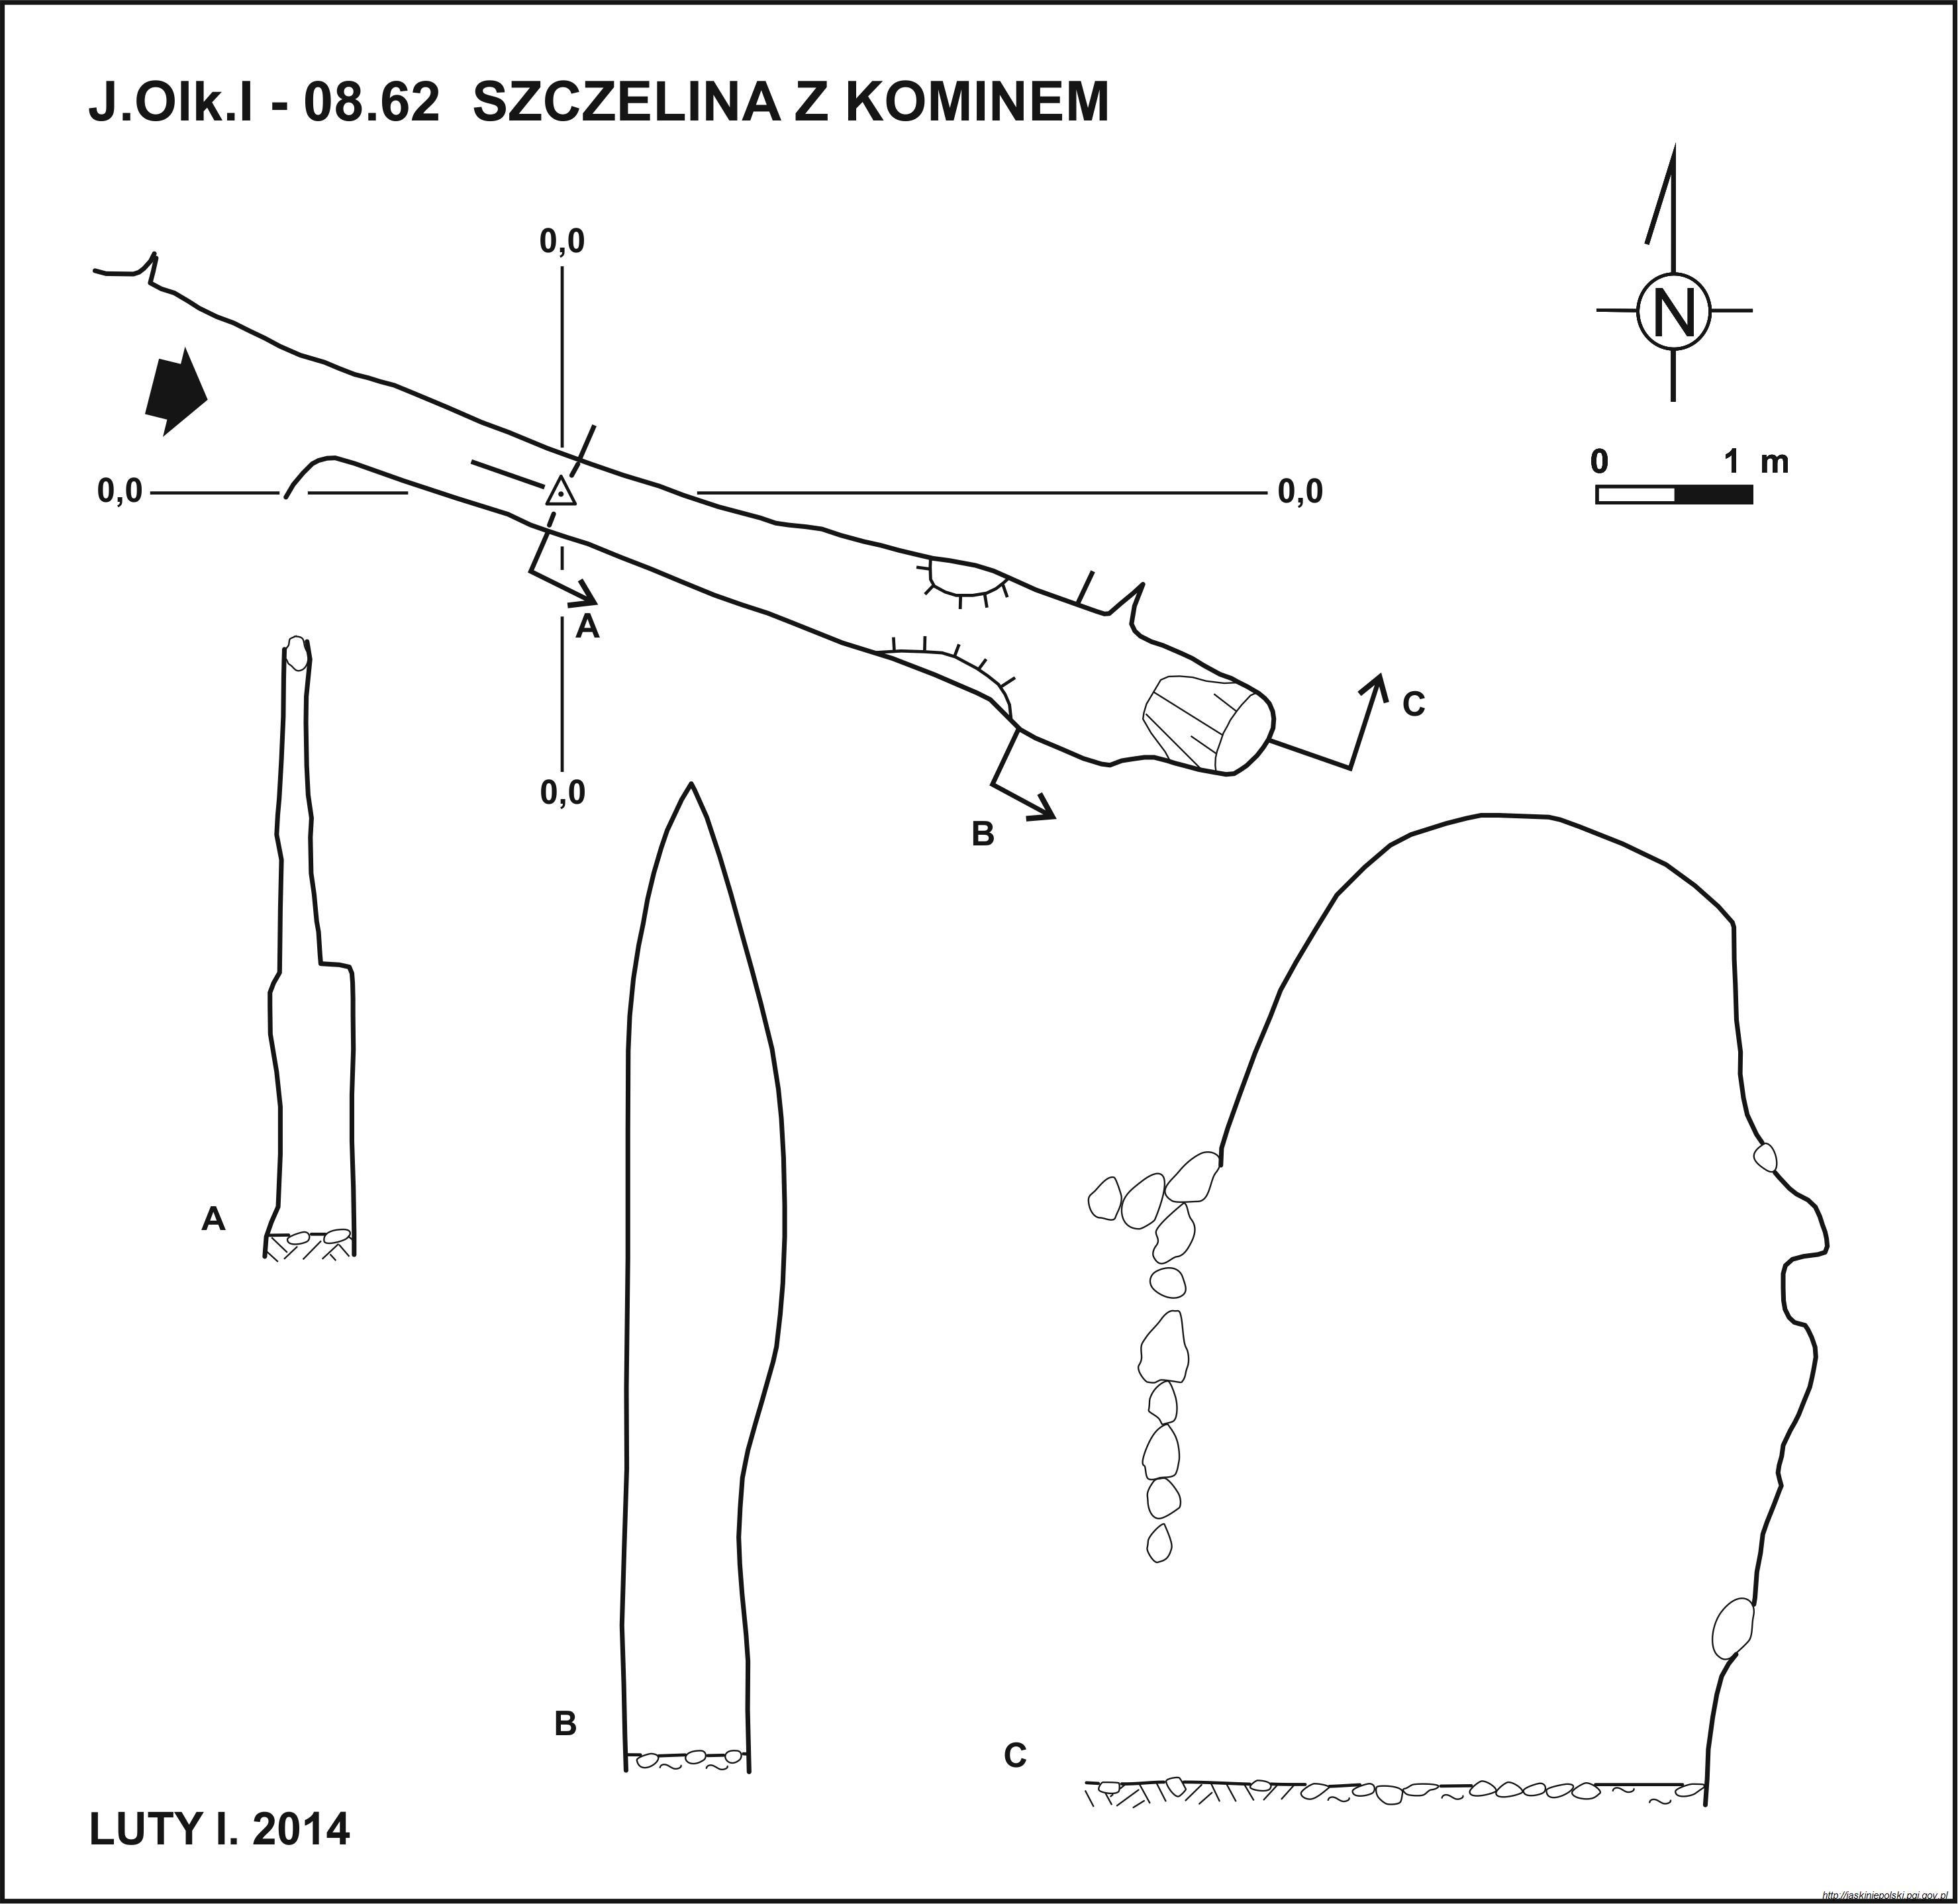 J.Olk.I - 08.62 SZCZELINA Z KOMINEM
0,0
N
0 1 m
0,0
0,0
A
C
0,0
B
A
B
C
LUTY I. 2014
http://jaskiniepolski.pgi.gov.pl